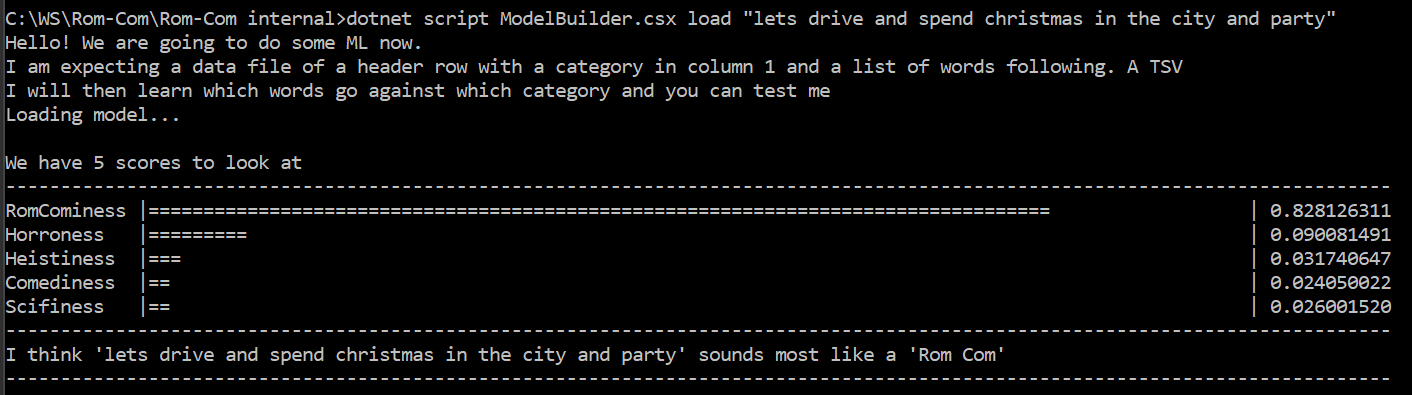 C:\WS\Rom-Com\Rom-Com internal>dotnet script ModelBuilder.csx load "lets drive and spend christmas in the city and party"
Hello! We are going to do some ML now.
I am expecting a data file of a header row with a category in column 1 and a list of words following. A TSV
I will then learn which words go against which category and you can test me
Loading model...
We have 5 scores to look at
------------------------------------------------------------------------------------------------------------------------------
RomCominess |================================================================================== | 0.828126311
Horroness |========= | 0.090081491
Heistiness |=== | 0.031740647
Comediness |== | 0.024050022
Scifiness |== | 0.026001520
------------------------------------------------------------------------------------------------------------------------------
I think 'lets drive and spend christmas in the city and party' sounds most like a 'Rom Com'
------------------------------------------------------------------------------------------------------------------------------